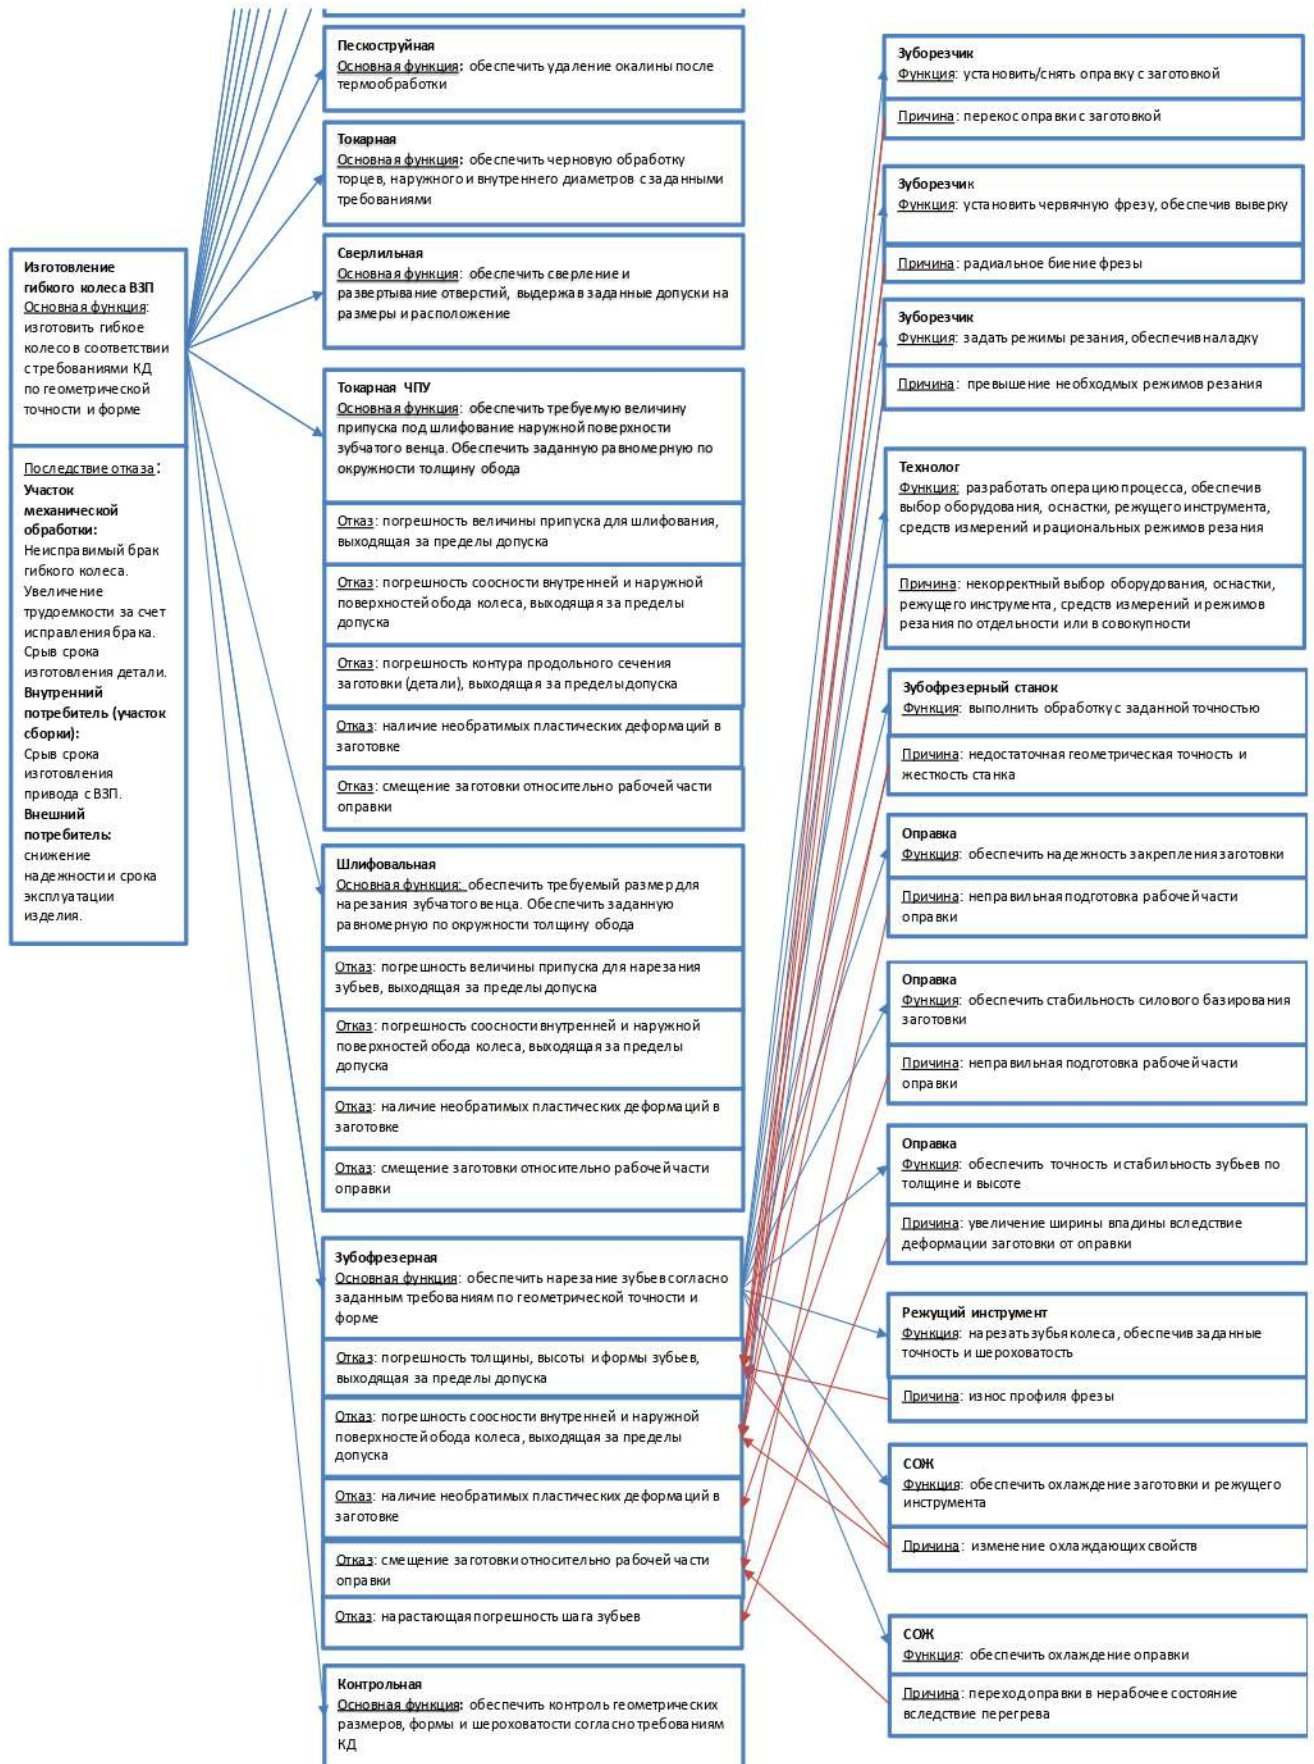 Изготовление
гибкого колеса ВЗП
Основная функция:
изготовить гибкое
колесо в соответствии
с требованиями КД
по геометрической
точности и форме
Последствие отказа:
Участок
механической
обработки:
Неисправимый брак
гибкого колеса.
Увеличение
трудоемкости за счет
исправления брака.
Срыв срока
изготовления детали.
Внутренний
потребитель (участок
сборки):
Срыв срока
изготовления
привода с ВЗП.
Внешний
потребитель:
снижение
надежности и срока
эксплуатации
изделия.
Пескоструйная
Основная функция: обеспечить удаление окалины после
термообработки
Токарная
Основная функция: обеспечить черновую обработку
торцев, наружного и внутреннего диаметров с заданными
требованиями
Сверлильная
Основная функция: обеспечить сверление и
развертывание отверстий, выдержав заданные допуски на
размеры и расположение
Токарная ЧПУ
Основная функция: обеспечить требуемую величину
припуска под шлифование наружной поверхности
зубчатого венца. Обеспечить заданную равномерную по
окружности толщину обода
Отказ: погрешность величины припуска для шлифования,
выходящая за пределы допуска
Отказ: погрешность соосности внутренней и наружной
поверхностей обода колеса, выходящая за пределы
допуска
Отказ: погрешность контура продольного сечения
заготовки (детали), выходящая за пределы допуска
Отказ: наличие необратимых пластических деформаций в
заготовке
Отказ: смещение заготовки относительно рабочей части
оправки
Шлифовальная
Основная функция: обеспечить требуемый размер для
нарезания зубчатого венца. Обеспечить заданную
равномерную по окружности толщину обода
Отказ: погрешность величины припуска для нарезания
зубьев, выходящая за пределы допуска
Отказ: погрешность соосности внутренней и наружной
поверхностей обода колеса, выходящая за пределы
допуска
Отказ: наличие необратимых пластических деформаций в
заготовке
Отказ: смещение заготовки относительно рабочей части
оправки
Зубофрезерная
Основная функция: обеспечить нарезание зубьев согласно
заданным требованиям по геометрической точности и
форме
Отказ: погрешность толщины, высоты и формы зубьев,
выходящая за пределы допуска
Отказ: погрешность соосности внутренней и наружной
поверхностей обода колеса, выходящая за пределы
допуска
Отказ: наличие необратимых пластических деформаций в
заготовке
Отказ: смещение заготовки относительно рабочей части
оправки
Отказ: нарастающая погрешность шага зубьев
Контрольная
Основная функция: обеспечить контроль геометрических
размеров, формы и шероховатости согласно требованиям
КД
Зуборезчик
Функция: установить/снять оправку с заготовкой
Причина: перекос оправки с заготовкой
Зуборезчик
Функция: установить червячную фрезу, обеспечив выверку
Причина: радиальное биение фрезы
Зуборезчик
Функция: задать режимы резания, обеспечив наладку
Причина: превышение необходмых режимов резания
Технолог
Функция: разработать операцию процесса, обеспечив
выбор оборудования, оснастки, режущего инструмента,
средств измерений и рациональных режимов резания
Причина: некорректный выбор оборудования, оснастки,
режущего инструмента, средств измерений и режимов
резания по отдельности или в совокупности
Зубофрезерный станок
Функция: выполнить обработку с заданной точностью
Причина: недостаточная геометрическая точность и
жесткость станка
Оправка
Функция: обеспечить надежность закрепления заготовки
Причина: неправильная подготовка рабочей части
оправки
Оправка
Функция: обеспечить стабильность силового базирования
заготовки
Причина: неправильная подготовка рабочей части
оправки
Оправка
Функция: обеспечить точность и стабильность зубьев по
толщине и высоте
Причина: увеличение ширины впадины вследствие
деформации заготовки от оправки
Режущий инструмент
Функция: нарезать зубья колеса, обеспечив заданные
точность и шероховатость
Причина: износ профиля фрезы
СОЖ
Функция: обеспечить охлаждение заготовки и режущего
инструмента
Причина: изменение охлаждающих свойств
СОЖ
Функция: обеспечить охлаждение оправки
Причина: переход оправки в нерабочее состояние
вследствие перегрева